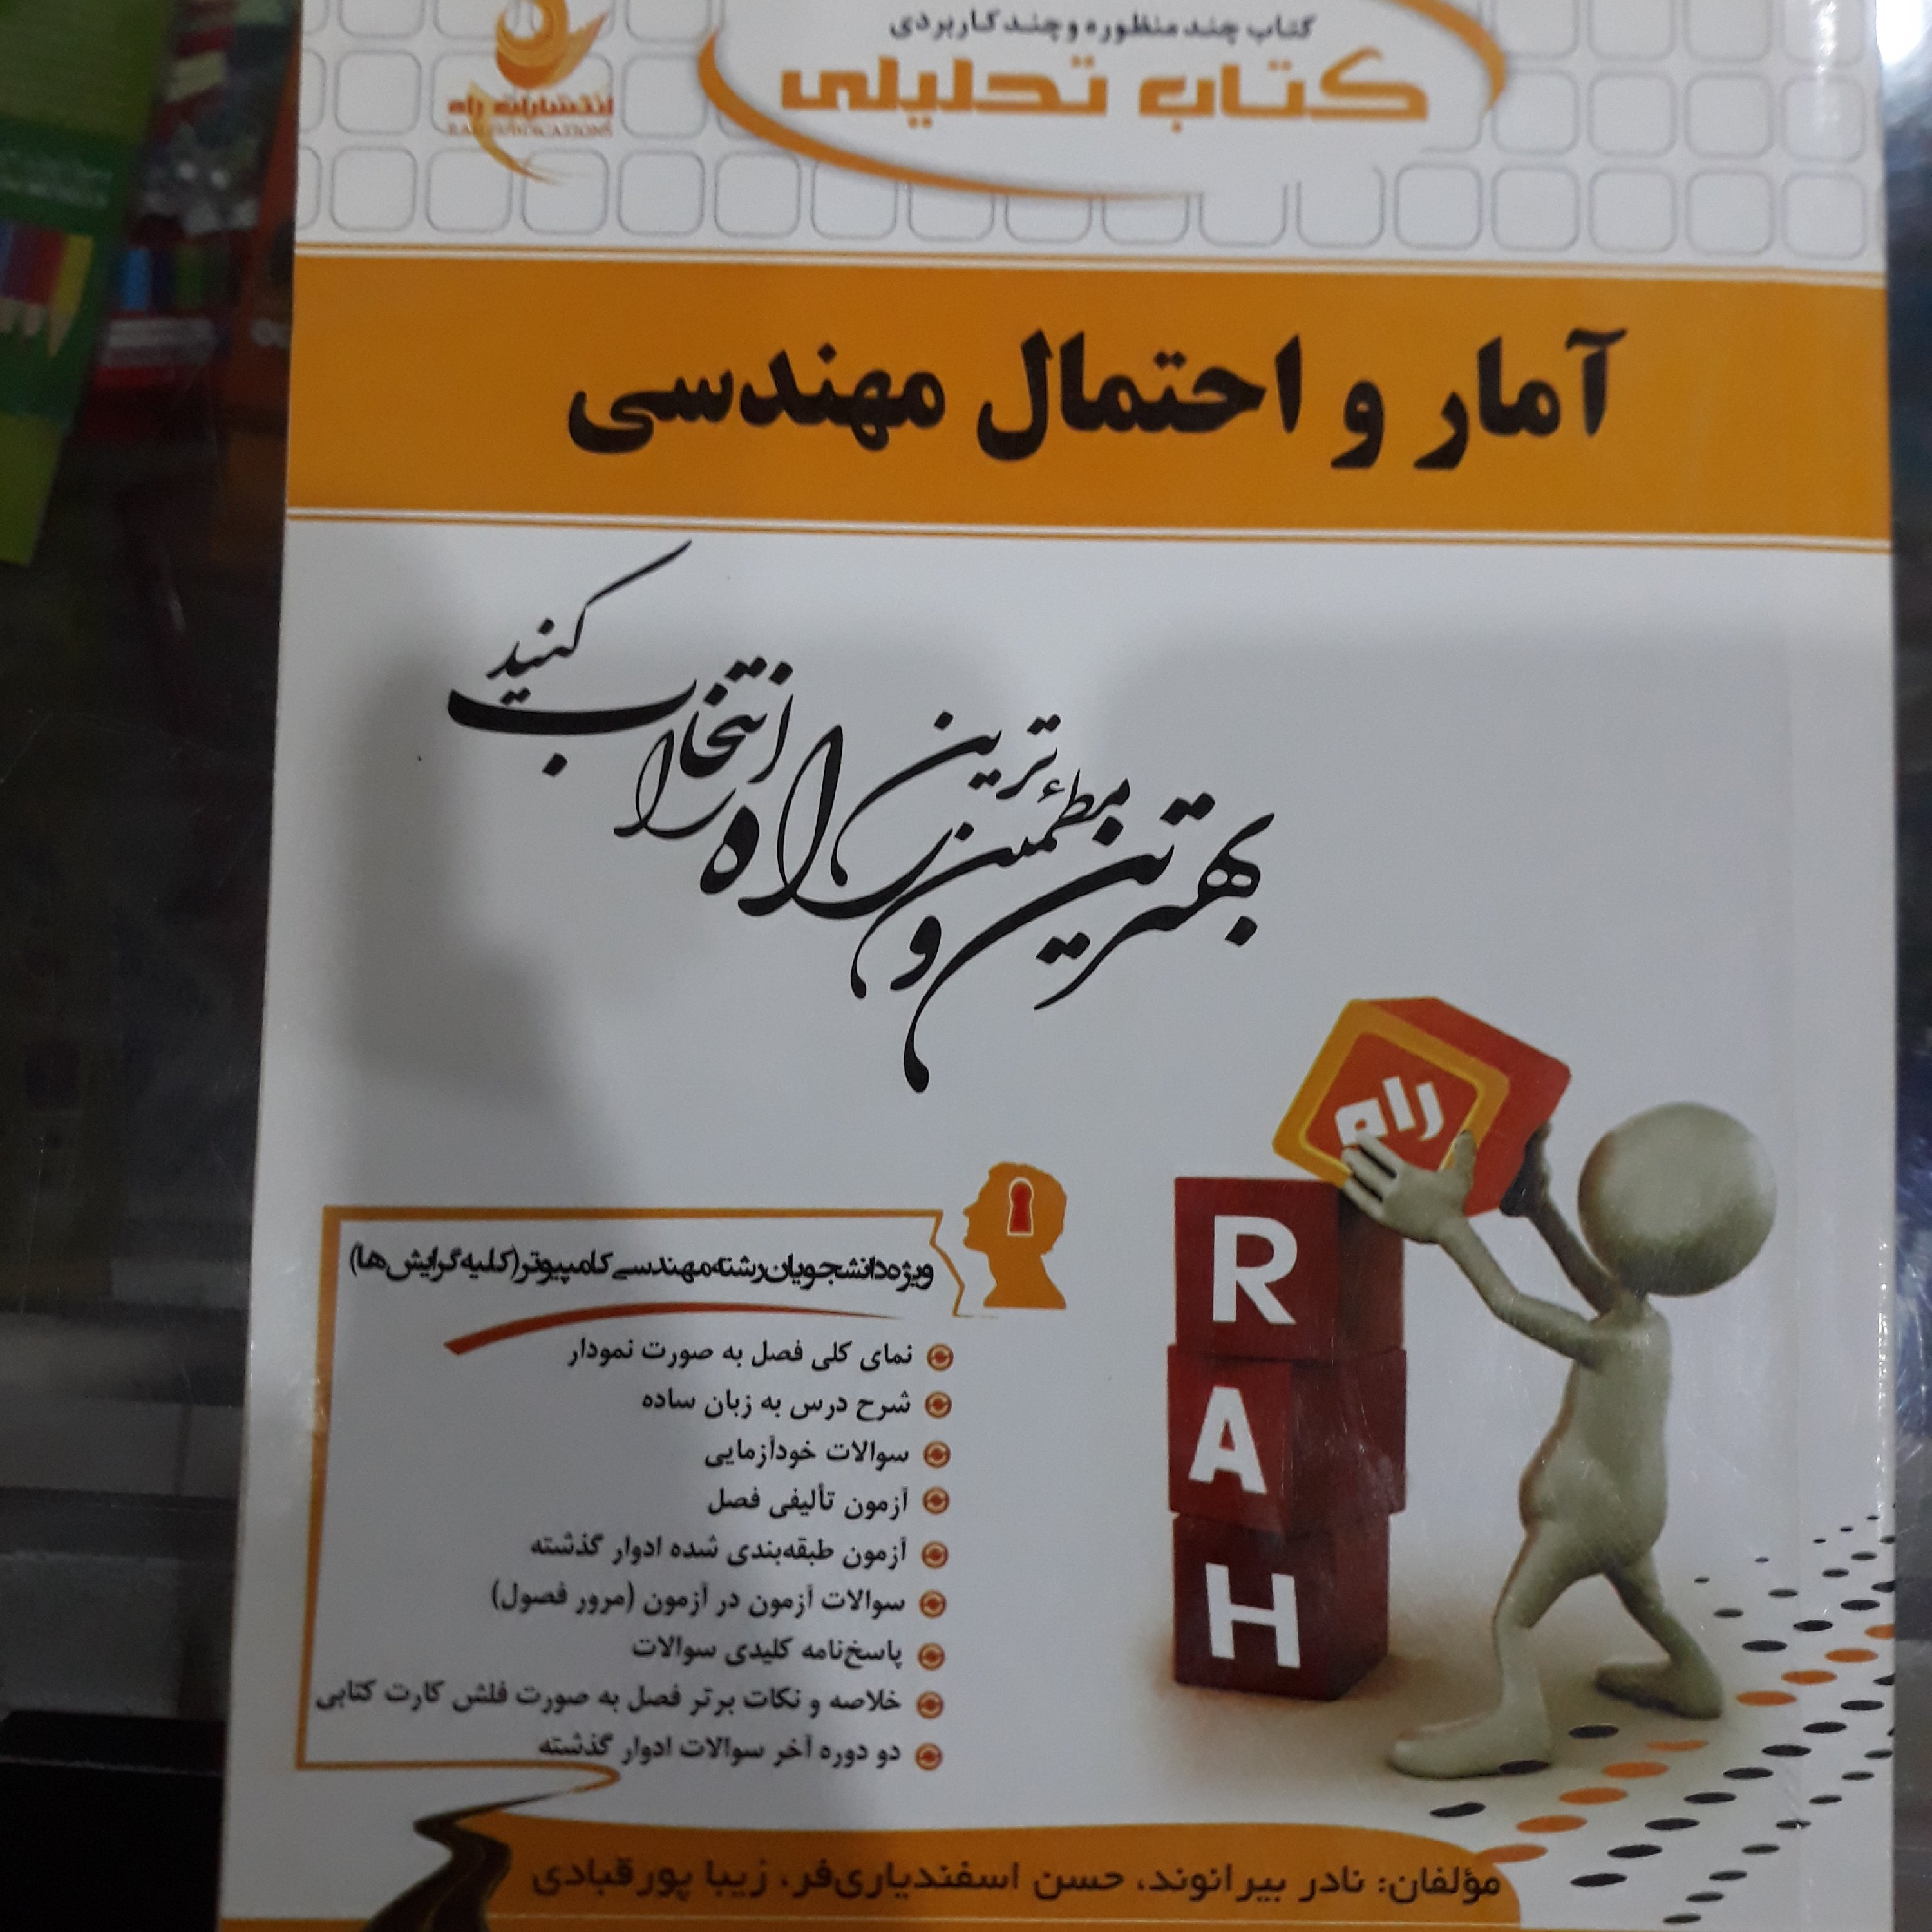 کتاب چند منظوره و چند کاربردی
کتاب تحلیلی
انتشارات راه
RAH PUBLICATIONS
آمار و احتمال مهندسی
بهترین و مطمئن ترین راه را انتخاب کنید
راه
R
A
H
ویژه دانشجویان رشته مهندسی کامپیوتر (کلیه گرایش ها)
نمای کلی فصل به صورت نمودار
شرح درس به زبان ساده
سوالات خودآزمایی
آزمون تألیفی فصل
آزمون طبقه‌بندی شده ادوار گذشته
سوالات آزمون در آزمون (مرور فصول)
پاسخ‌نامه کلیدی سوالات
خلاصه و نکات برتر فصل به صورت فلش کارت کتابی
دو دوره آخر سوالات ادوار گذشته
مؤلفان: نادر بیرانوند، حسن اسفندیاری‌فر، زیبا پورقبادی